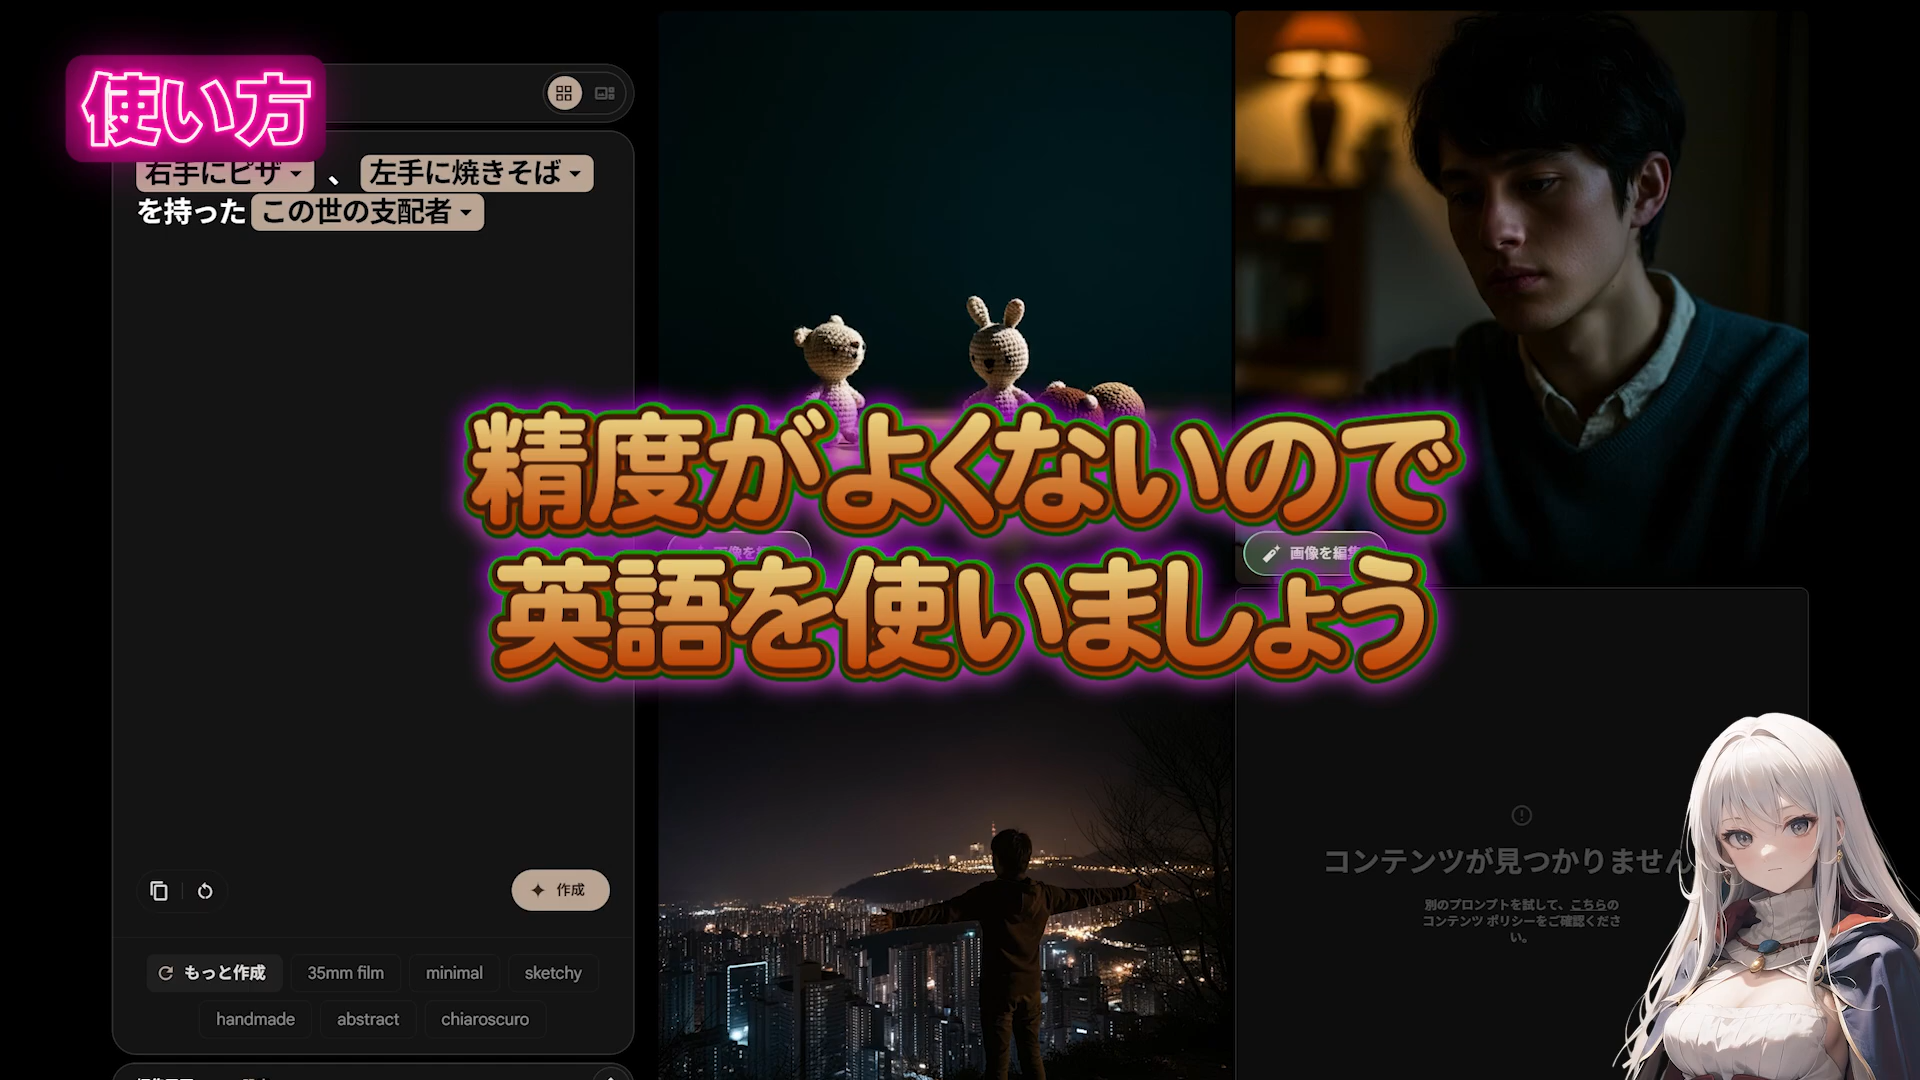 使い方
右手にピザ 、 左手に焼きそば
を持った この世の支配者
精度がよくないので
英語を使いましょう
画像を編集
コンテンツが見つかりません
別のプロンプトを試して、こちらの
コンテンツ ポリシーをご確認くださ
い。
作成
もっと作成 35mm film minimal sketchy
handmade abstract chiaroscuro